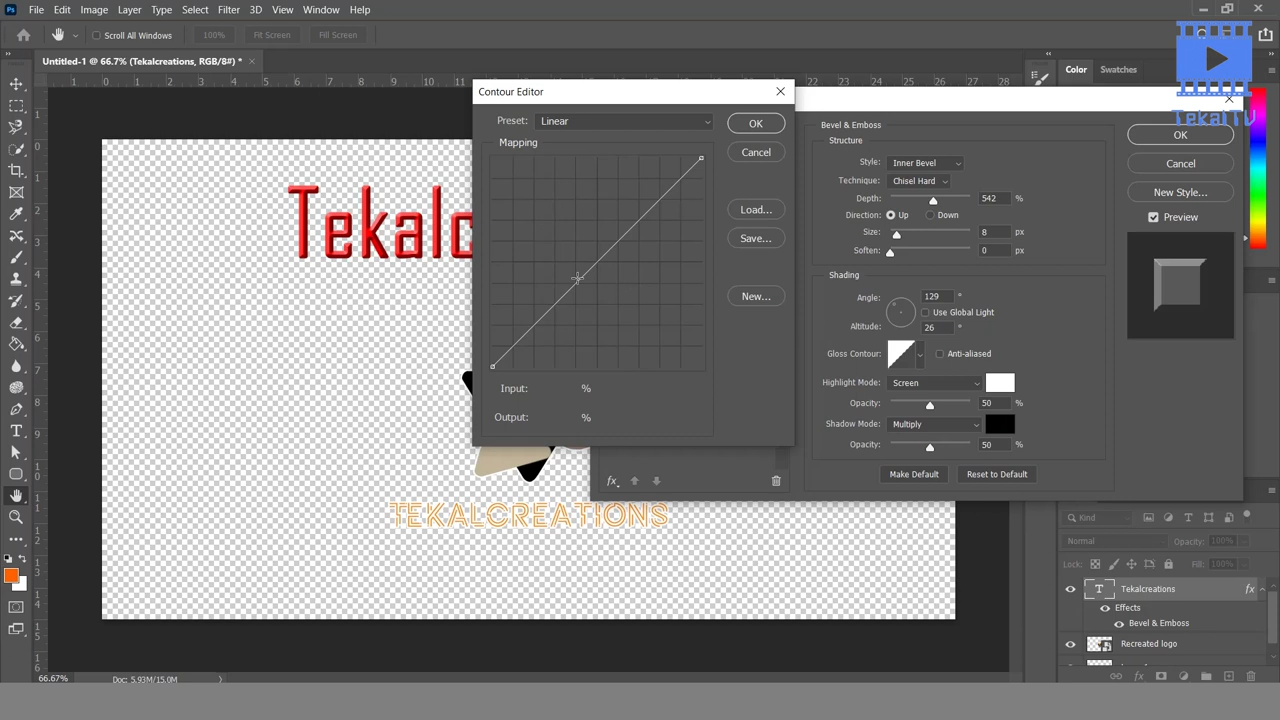 Ps File Edit Image Layer Type Select Filter 3D View Window Help
Scroll All Windows 100% Fit Screen Fill Screen
Untitled-1 @ 66.7% (Tekalcreations, RGB/8#) *
TekalTV
Color Swatches
Contour Editor
Preset: Linear
OK
Cancel
Mapping
Load...
Save...
New...
Input: %
Output: %
Bevel & Emboss
Structure
Style: Inner Bevel
Technique: Chisel Hard
Depth: 542 %
Direction: Up Down
Size: 8 px
Soften: 0 px
Shading
Angle: 129 °
Use Global Light
Altitude: 26 °
Gloss Contour: Anti-aliased
Highlight Mode: Screen
Opacity: 50 %
Shadow Mode: Multiply
Opacity: 50 %
Make Default Reset to Default
OK
Cancel
New Style...
Preview
Tekalc
TEKALCREATIONS
fx
Kind
Normal Opacity: 100%
Lock: Fill: 100%
T Tekalcreations fx
Effects
Bevel & Emboss
Recreated logo
66.67% Doc: 5.93M/15.0M